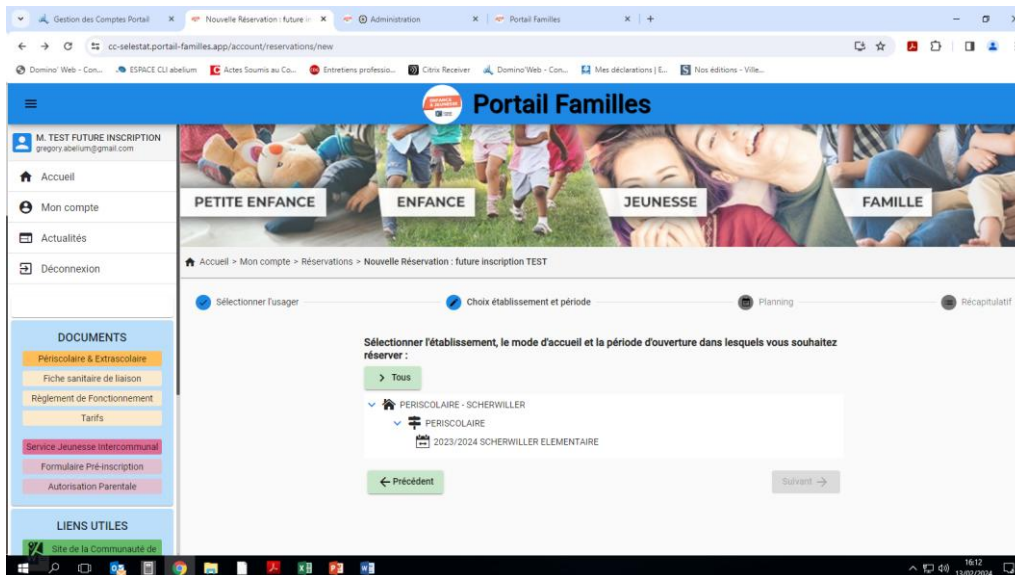 Gestion des Comptes Portail
Nouvelle Réservation : future in
Administration
Portail Familles
cc-selestat.portail-familles.app/account/reservations/new
Domino' Web - Con...
ESPACE CLI abelium
Actes Soumis au Co...
Entretiens professio...
Citrix Receiver
Domino'Web - Con...
Mes déclarations | E...
Nos éditions - Ville...
Portail Familles
M. TEST FUTURE INSCRIPTION
gregory.abelium@gmail.com
Accueil
Mon compte
Actualités
Déconnexion
PETITE ENFANCE
ENFANCE
JEUNESSE
FAMILLE
Accueil > Mon compte > Réservations > Nouvelle Réservation : future inscription TEST
Sélectionner l'usager
Choix établissement et période
Planning
Récapitulatif
DOCUMENTS
Périscolaire & Extrascolaire
Fiche sanitaire de liaison
Règlement de Fonctionnement
Tarifs
Service Jeunesse Intercommunal
Formulaire Pré-inscription
Autorisation Parentale
LIENS UTILES
Site de la Communauté de
Sélectionner l'établissement, le mode d'accueil et la période d'ouverture dans lesquels vous souhaitez
réserver :
> Tous
PERISCOLAIRE - SCHERWILLER
PERISCOLAIRE
2023/2024 SCHERWILLER ELEMENTAIRE
← Précédent
Suivant →
16:12
13/02/2024